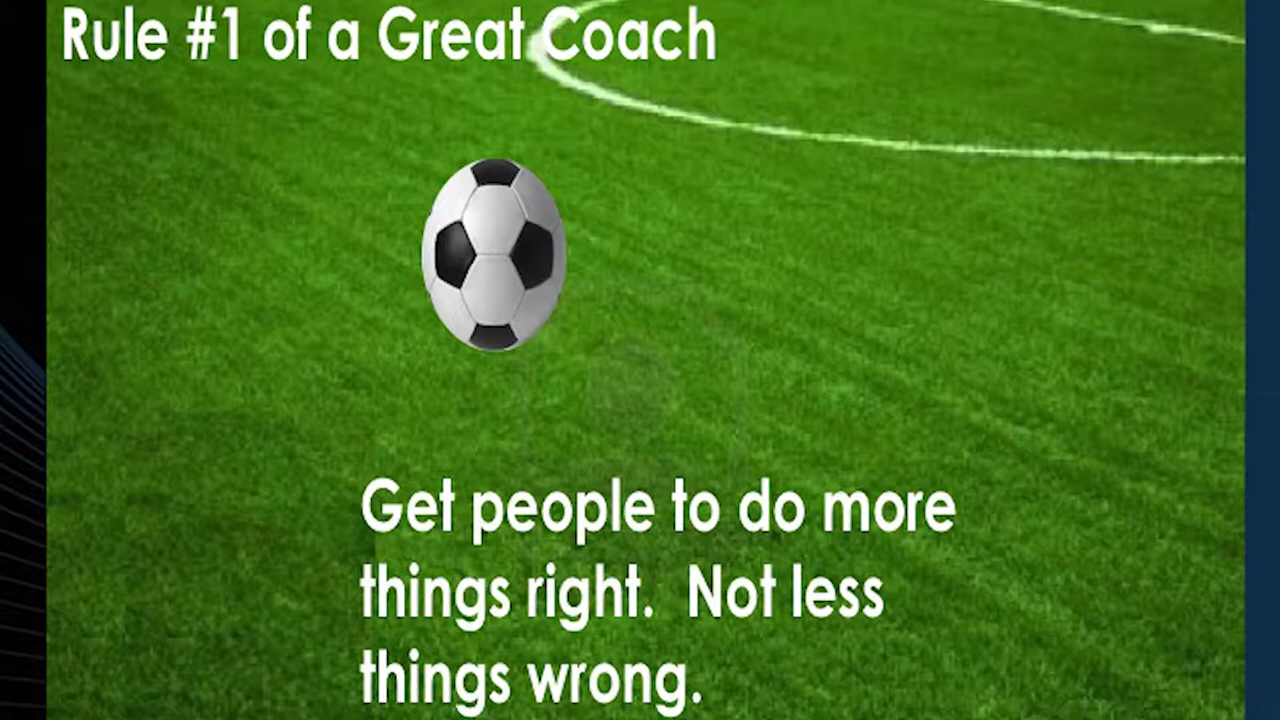 Rule #1 of a Great Coach
Get people to do more
things right.  Not less
things wrong.